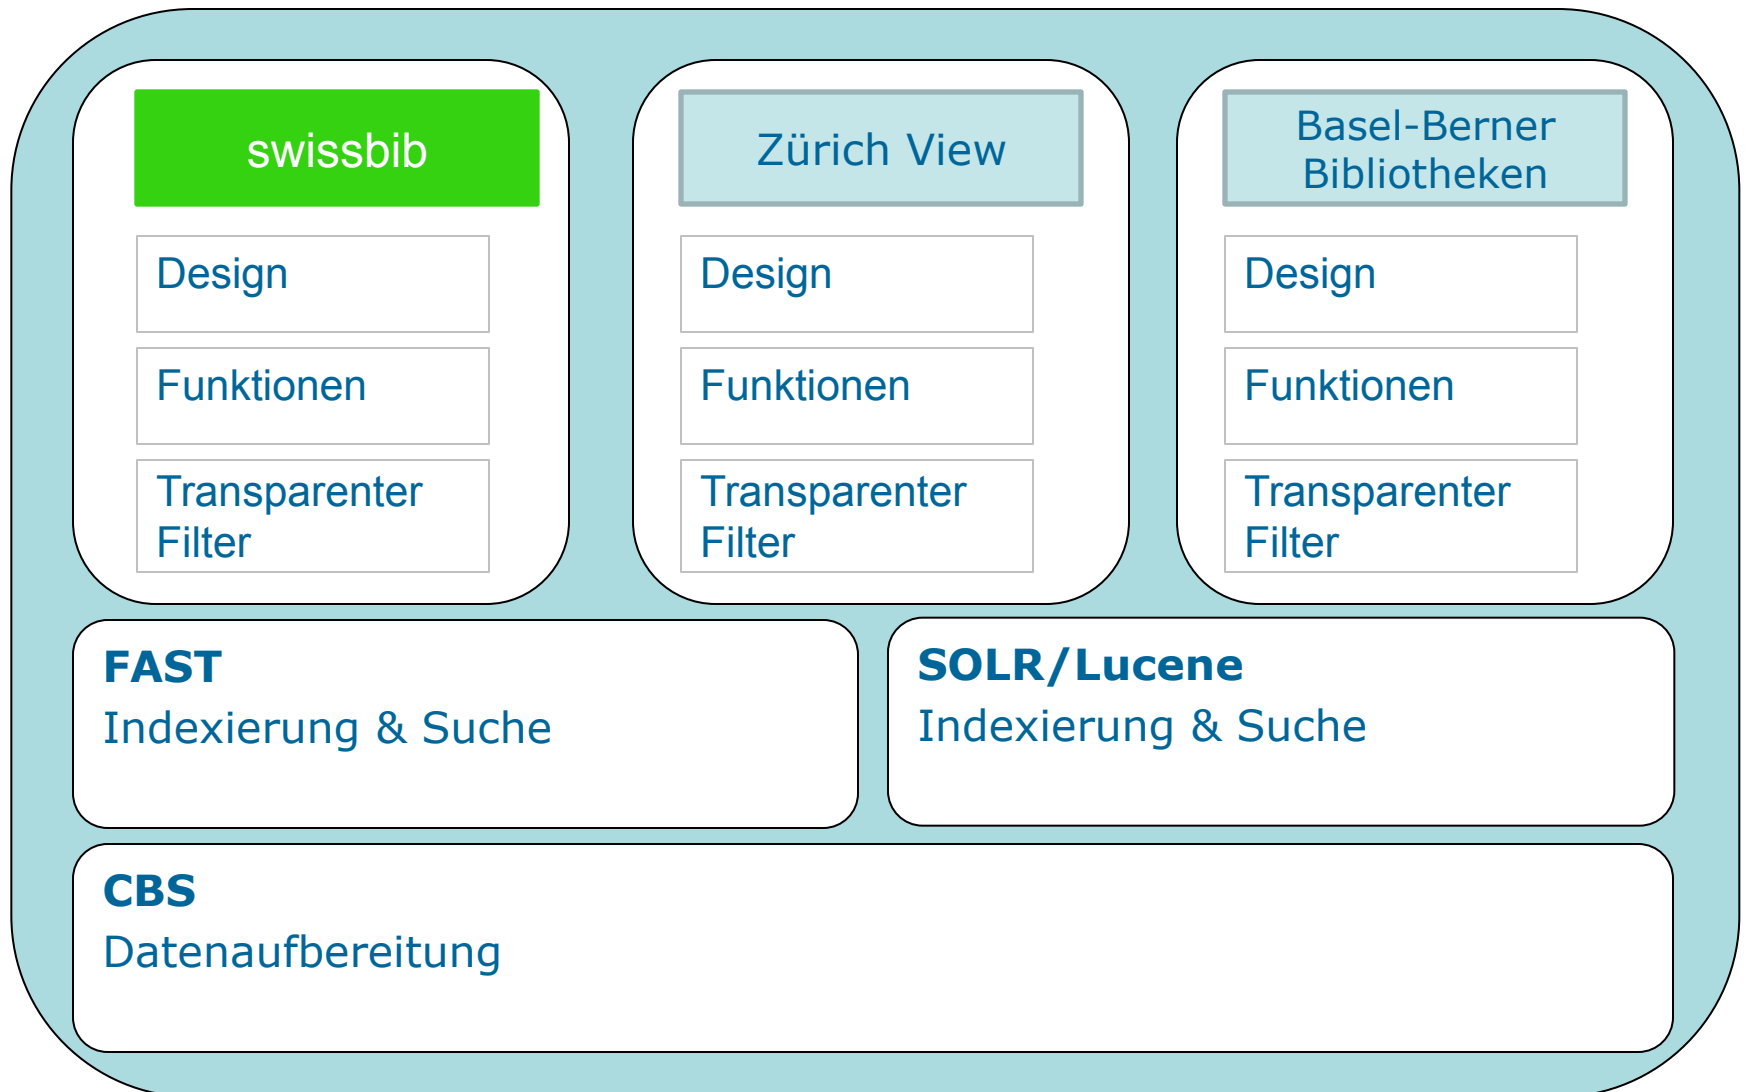 swissbib
Design
Funktionen
Transparenter
Filter
Zürich View
Design
Funktionen
Transparenter
Filter
Basel-Berner
Bibliotheken
Design
Funktionen
Transparenter
Filter
FAST
Indexierung & Suche
SOLR/Lucene
Indexierung & Suche
CBS
Datenaufbereitung